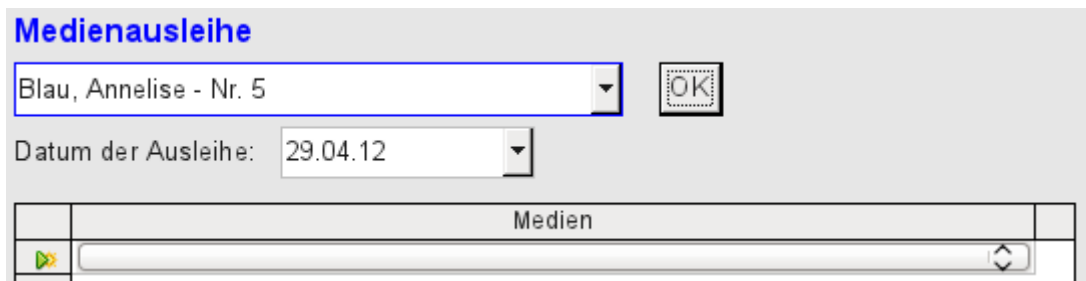 Medienausleihe
Blau, Annelise - Nr. 5 OK
Datum der Ausleihe: 29.04.12
Medien